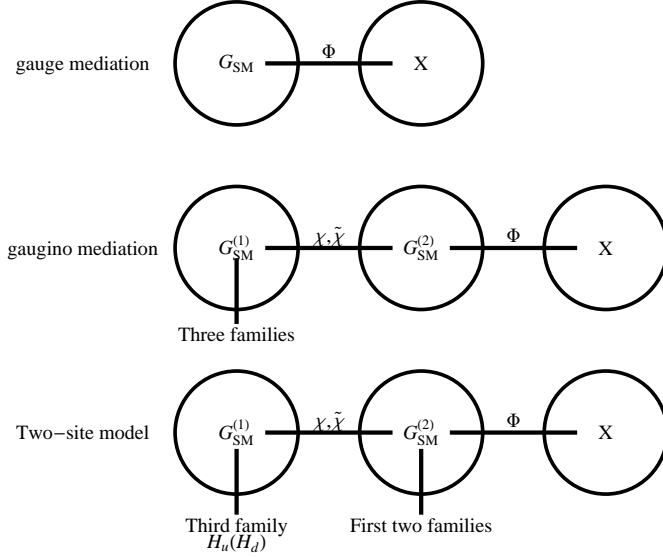 gauge mediation G_SM Φ X
gaugino mediation G_SM^(1) χ,χ̃ G_SM^(2) Φ X
Three families
Two−site model G_SM^(1) χ,χ̃ G_SM^(2) Φ X
Third family First two families
H_u(H_d)